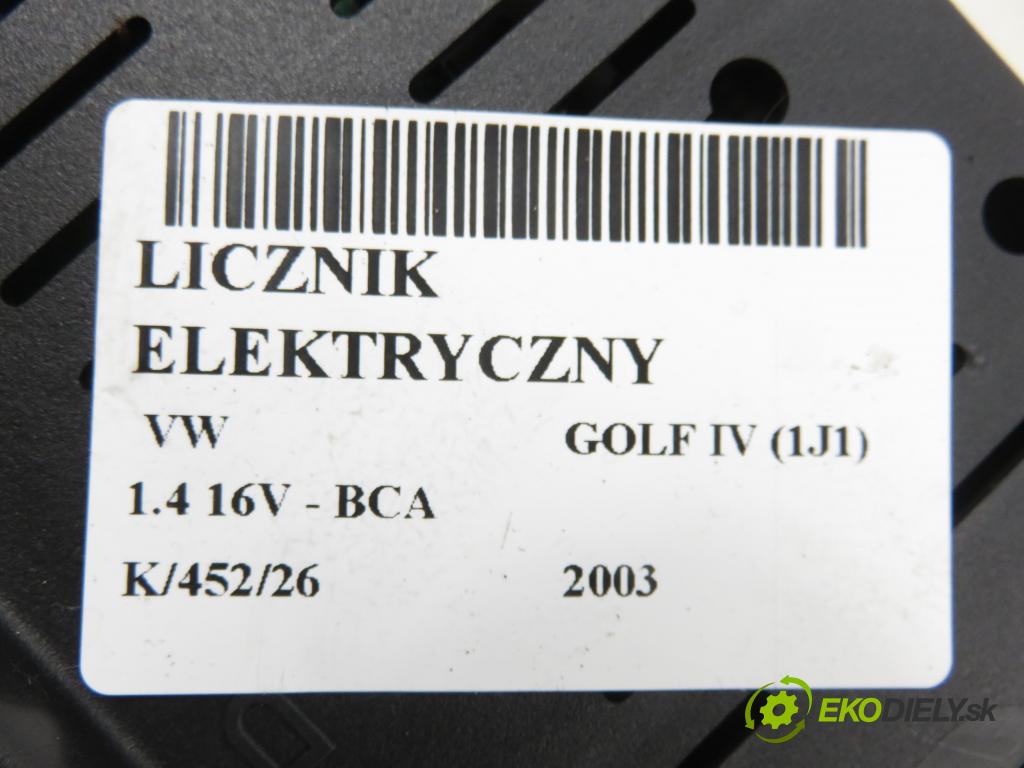 LICZNIK
ELEKTRYCZNY
VW GOLF IV (1J1)
1.4 16V - BCA
K/452/26 2003
EKODIELY.sk